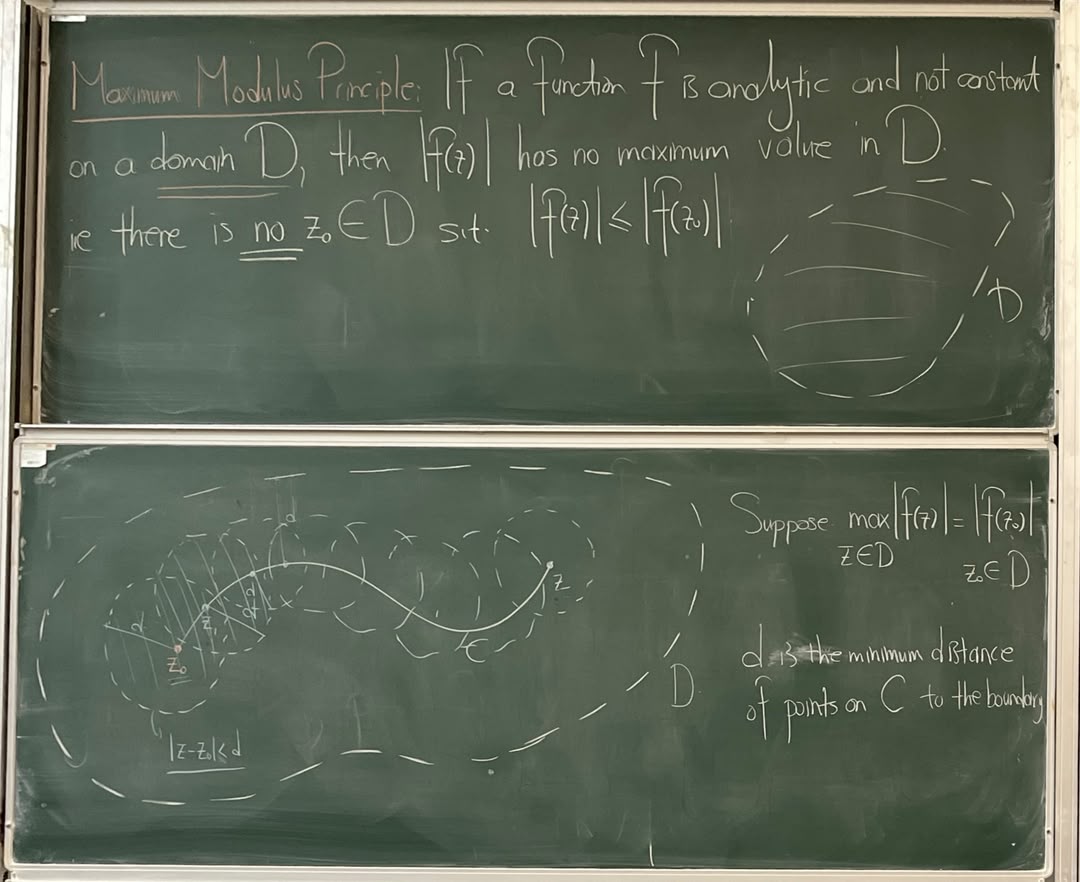 Maximum Modulus Principle: If a function f is analytic and not constant
on a domain D, then |f(z)| has no maximum value in D.
ie there is no z₀ ∈ D s.t. |f(z)| ≤ |f(z₀)|
D
Suppose max |f(z)| = |f(z₀)|
z∈D z₀∈D
d
z
d
d
z₁
z₀
C
d is the minimum distance
of points on C to the boundary
D
|z-z₀|<d